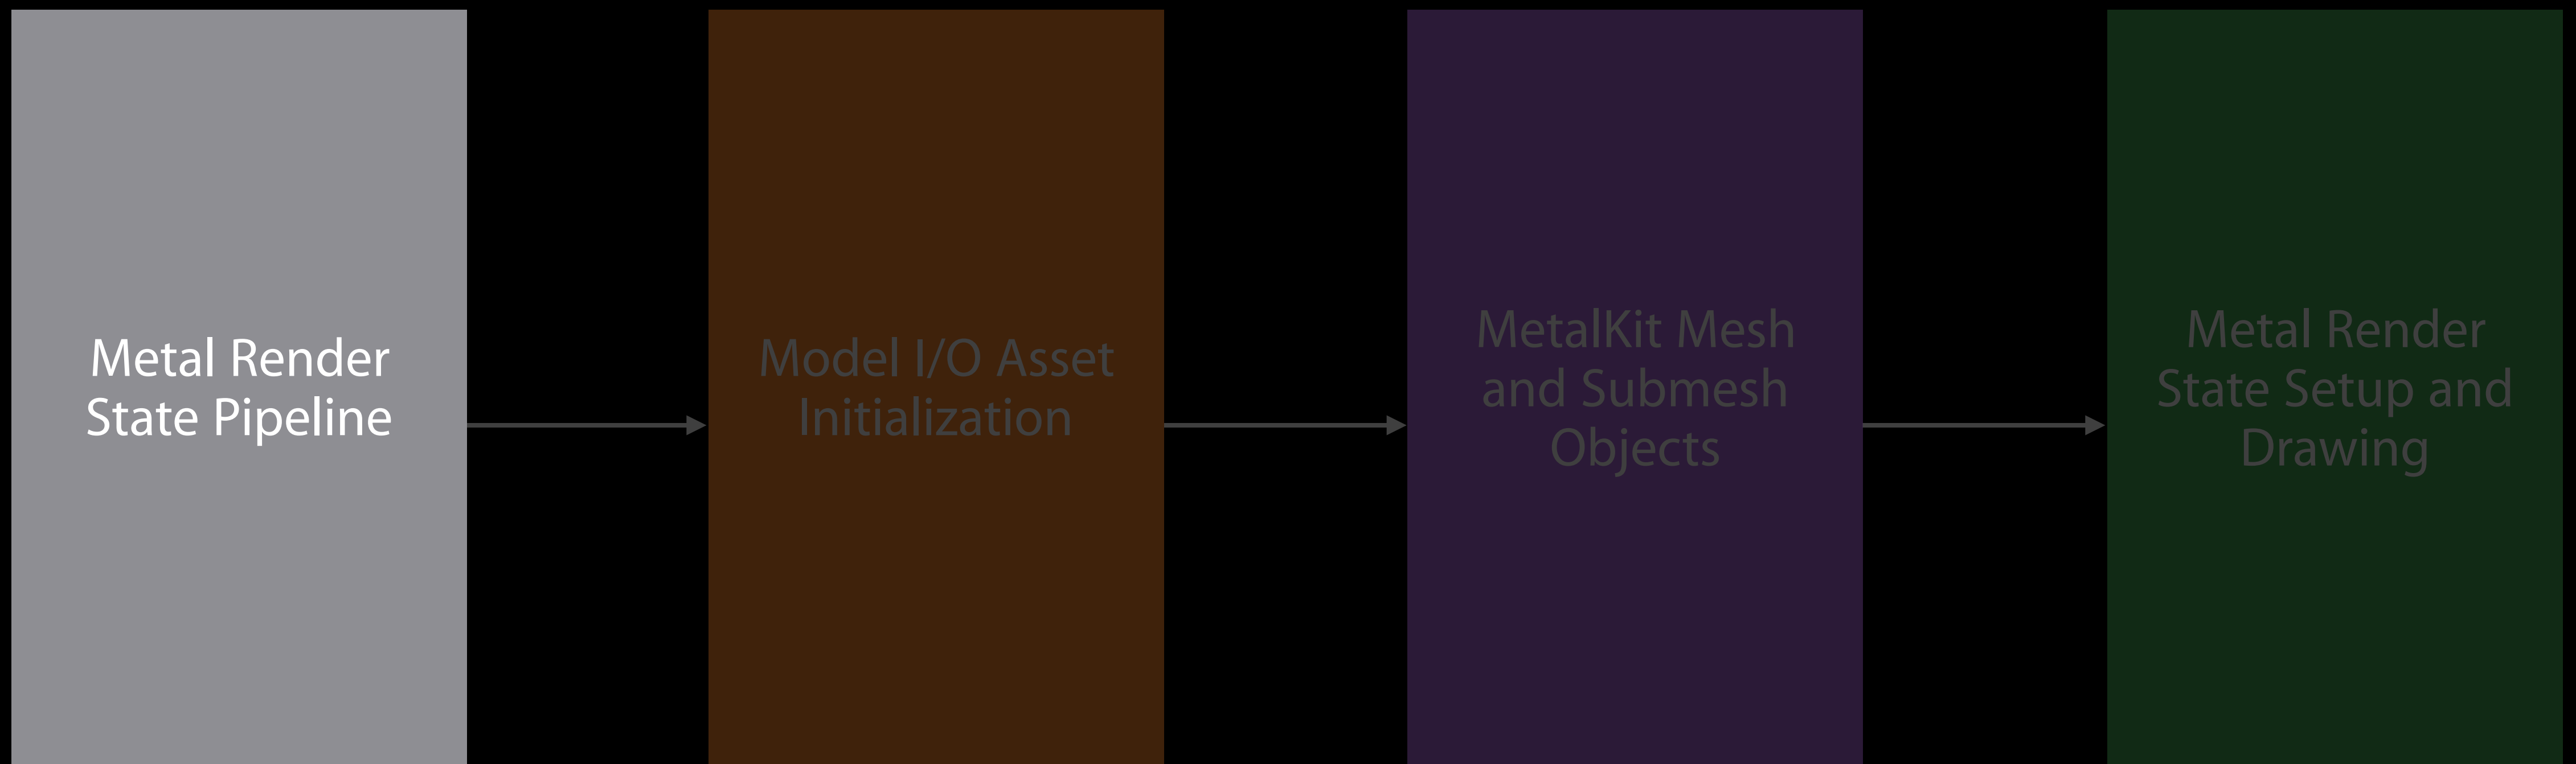 Metal Render
State Pipeline
Model I/O Asset
Initialization
MetalKit Mesh
and Submesh
Objects
Metal Render
State Setup and
Drawing